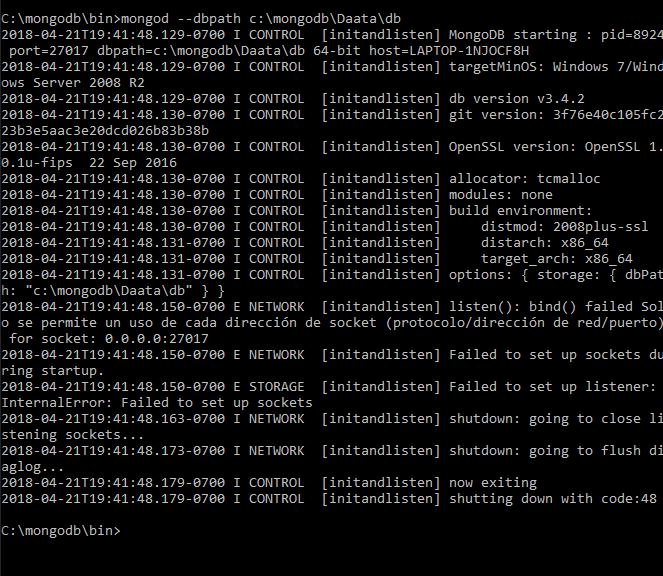 C:\mongodb\bin>mongod --dbpath c:\mongodb\Daata\db
2018-04-21T19:41:48.129-0700 I CONTROL  [initandlisten] MongoDB starting : pid=8924
 port=27017 dbpath=c:\mongodb\Daata\db 64-bit host=LAPTOP-1NJOCF8H
2018-04-21T19:41:48.129-0700 I CONTROL  [initandlisten] targetMinOS: Windows 7/Wind
ows Server 2008 R2
2018-04-21T19:41:48.129-0700 I CONTROL  [initandlisten] db version v3.4.2
2018-04-21T19:41:48.130-0700 I CONTROL  [initandlisten] git version: 3f76e40c105fc2
23b3e5aac3e20dcd026b83b38b
2018-04-21T19:41:48.130-0700 I CONTROL  [initandlisten] OpenSSL version: OpenSSL 1.
0.1u-fips  22 Sep 2016
2018-04-21T19:41:48.130-0700 I CONTROL  [initandlisten] allocator: tcmalloc
2018-04-21T19:41:48.130-0700 I CONTROL  [initandlisten] modules: none
2018-04-21T19:41:48.130-0700 I CONTROL  [initandlisten] build environment:
2018-04-21T19:41:48.130-0700 I CONTROL  [initandlisten]     distmod: 2008plus-ssl
2018-04-21T19:41:48.131-0700 I CONTROL  [initandlisten]     distarch: x86_64
2018-04-21T19:41:48.131-0700 I CONTROL  [initandlisten]     target_arch: x86_64
2018-04-21T19:41:48.131-0700 I CONTROL  [initandlisten] options: { storage: { dbPat
h: "c:\mongodb\Daata\db" } }
2018-04-21T19:41:48.150-0700 E NETWORK  [initandlisten] listen(): bind() failed Sol
o se permite un uso de cada dirección de socket (protocolo/dirección de red/puerto)
 for socket: 0.0.0.0:27017
2018-04-21T19:41:48.150-0700 E NETWORK  [initandlisten] Failed to set up sockets du
ring startup.
2018-04-21T19:41:48.150-0700 E STORAGE  [initandlisten] Failed to set up listener:
InternalError: Failed to set up sockets
2018-04-21T19:41:48.163-0700 I NETWORK  [initandlisten] shutdown: going to close li
stening sockets...
2018-04-21T19:41:48.173-0700 I NETWORK  [initandlisten] shutdown: going to flush di
aglog...
2018-04-21T19:41:48.179-0700 I CONTROL  [initandlisten] now exiting
2018-04-21T19:41:48.179-0700 I CONTROL  [initandlisten] shutting down with code:48
C:\mongodb\bin>